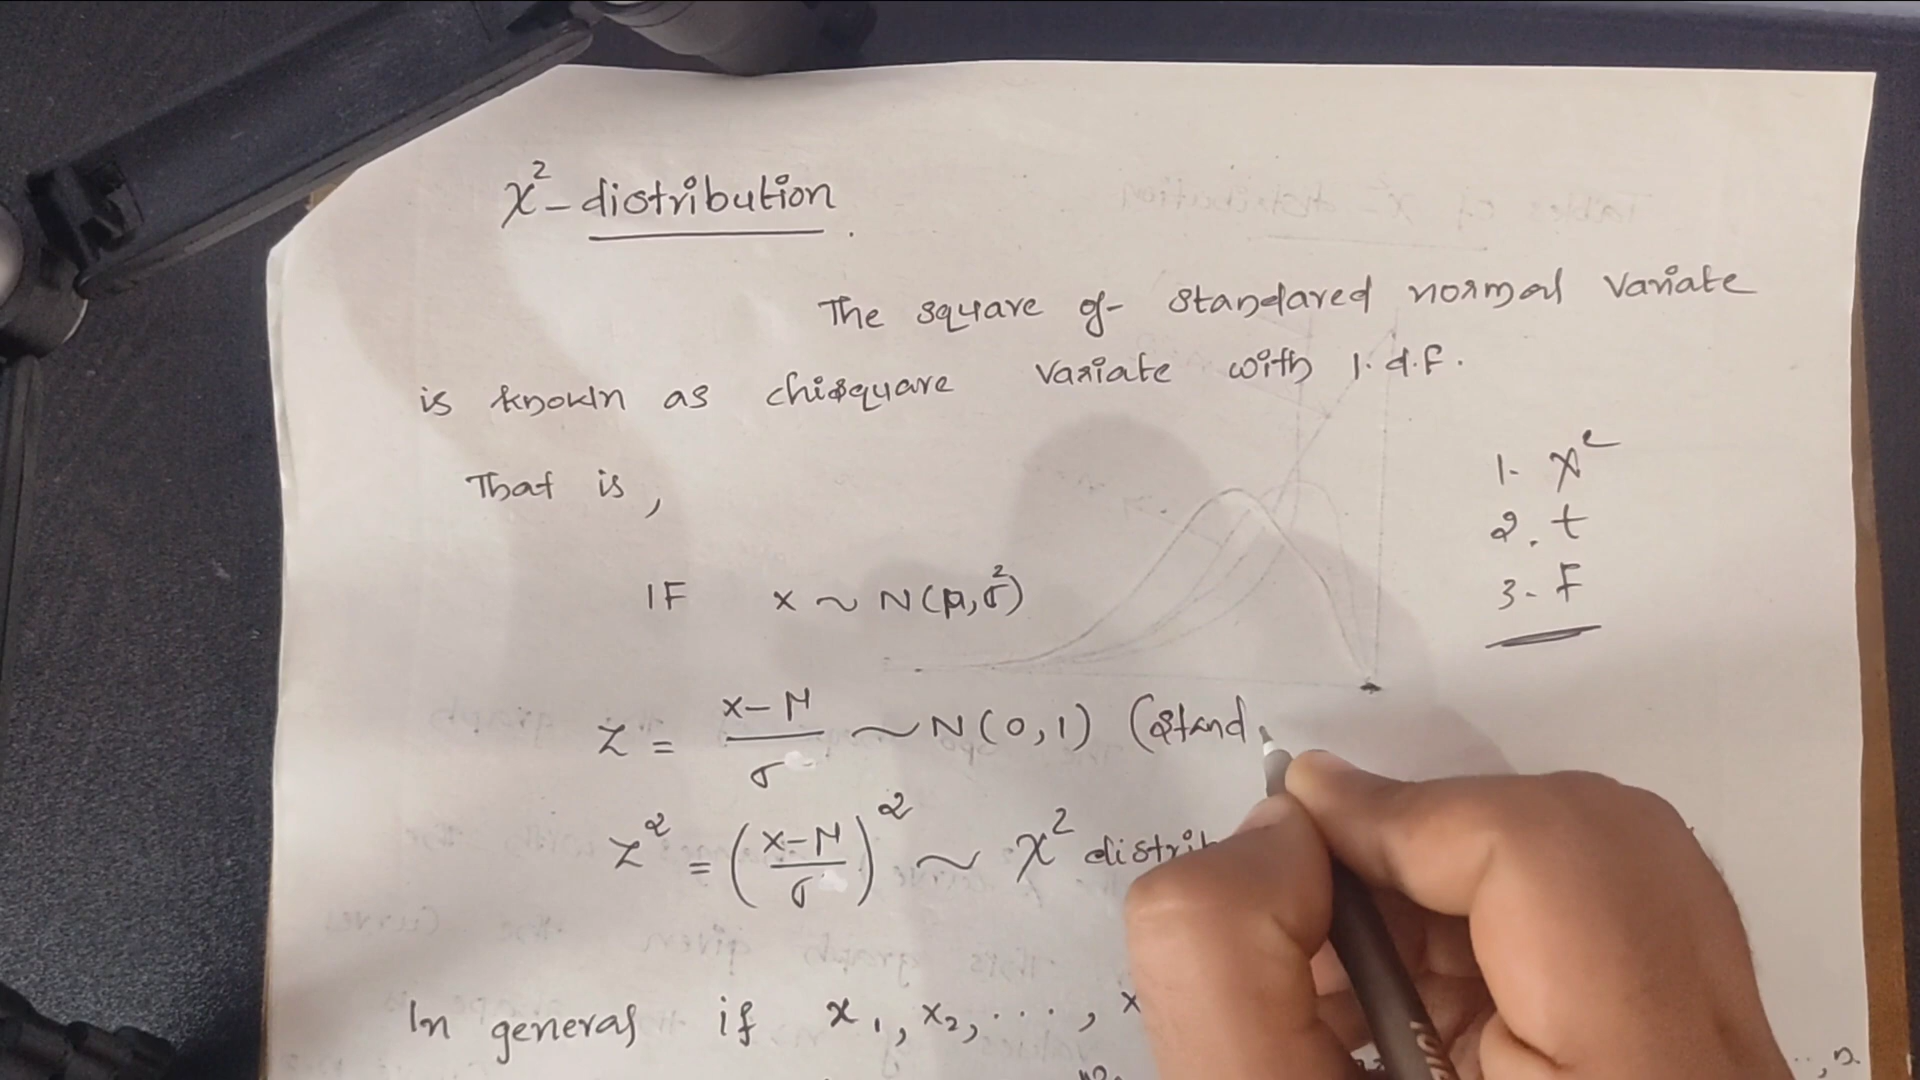 χ²-distribution.
The square of standared normal variate
is known as chisquare variate with 1.d.f.
That is,
1. χ²
2. t
3. F
IF x ~ N(μ,σ²)
Z = x-μ/σ ~ N(0,1) (Stand
Z² = (x-μ/σ)² ~ χ² distrib
In general if x₁, x₂, ..., x